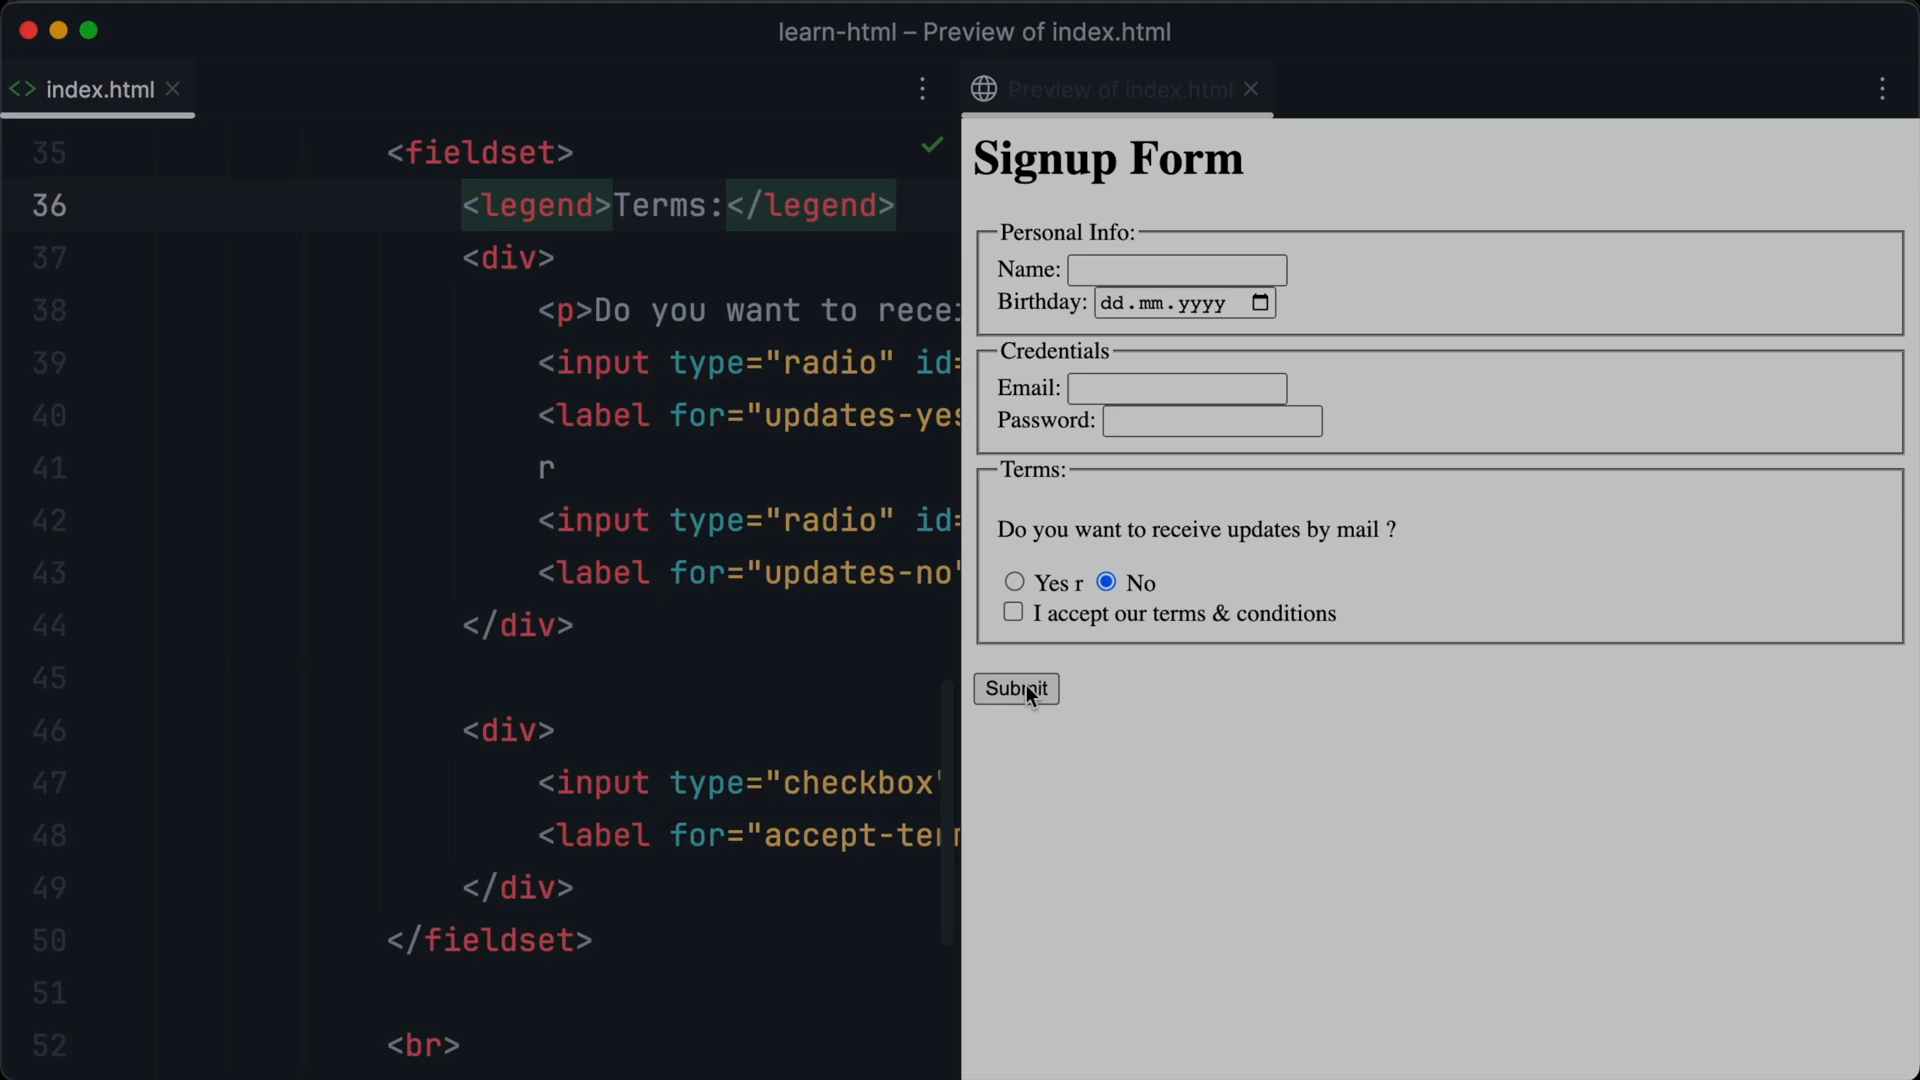 learn-html – Preview of index.html
<> index.html
Preview of index.html
35 <fieldset>
36 <legend>Terms:</legend>
37 <div>
38 <p>Do you want to recei
39 <input type="radio" id=
40 <label for="updates-yes
41 r
42 <input type="radio" id=
43 <label for="updates-no"
44 </div>
45
46 <div>
47 <input type="checkbox"
48 <label for="accept-ter
49 </div>
50 </fieldset>
51
52 <br>
Signup Form
Personal Info:
Name:
Birthday: dd.mm.yyyy
Credentials
Email:
Password:
Terms:
Do you want to receive updates by mail ?
Yes r No
I accept our terms & conditions
Submit